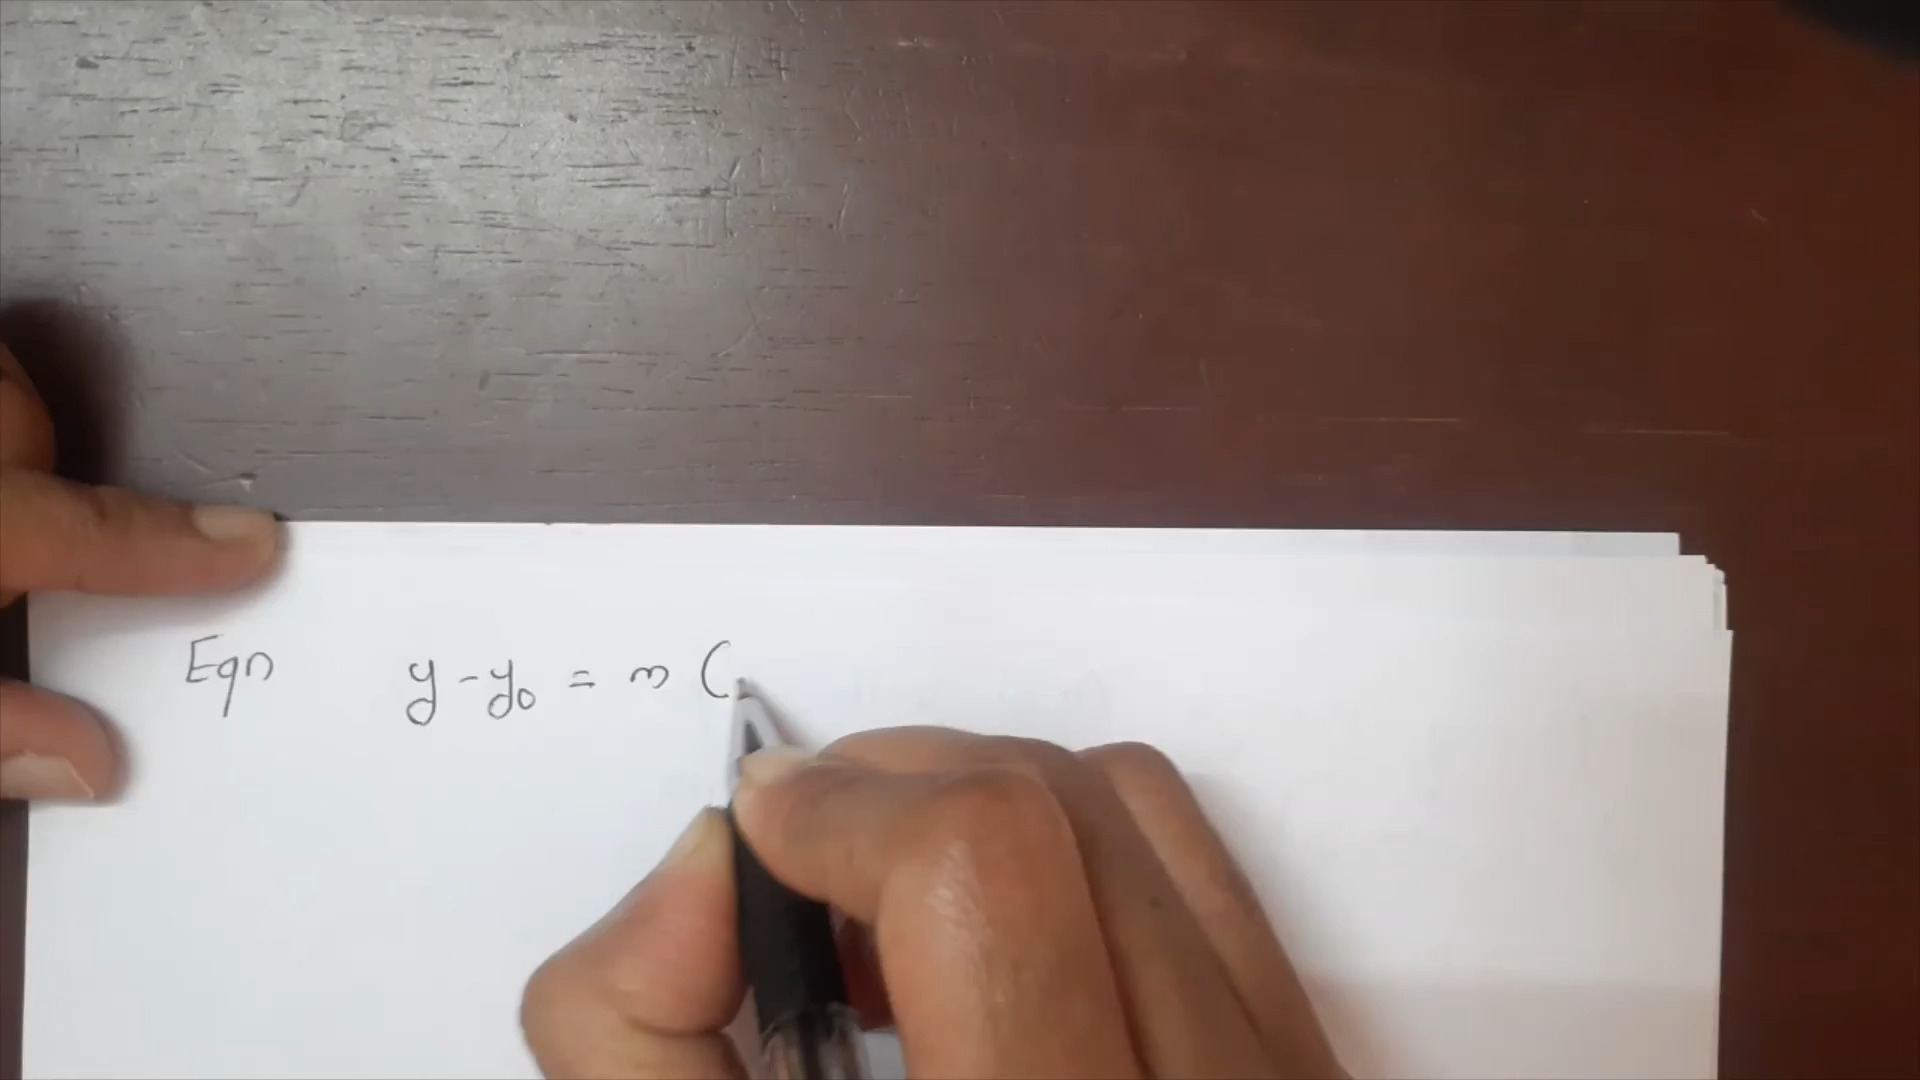 Eqn y - y₀ = m (